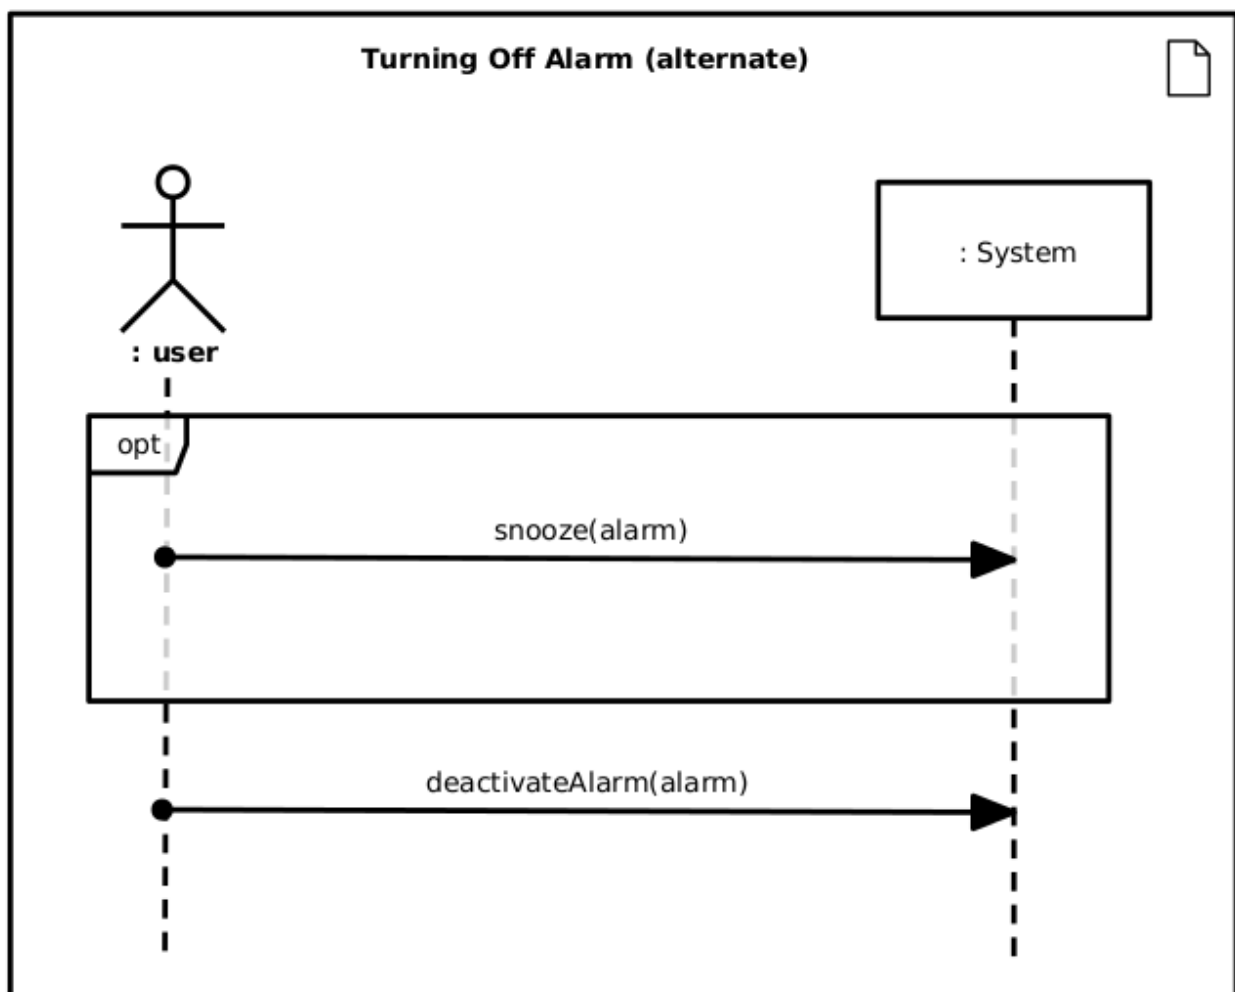 Turning Off Alarm (alternate)
: System
: user
opt
snooze(alarm)
deactivateAlarm(alarm)